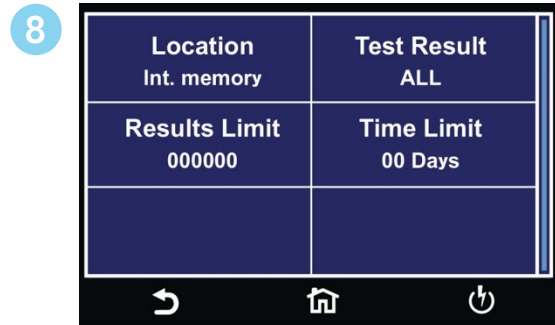 8
Location
Int. memory
Test Result
ALL
Results Limit
000000
Time Limit
00 Days